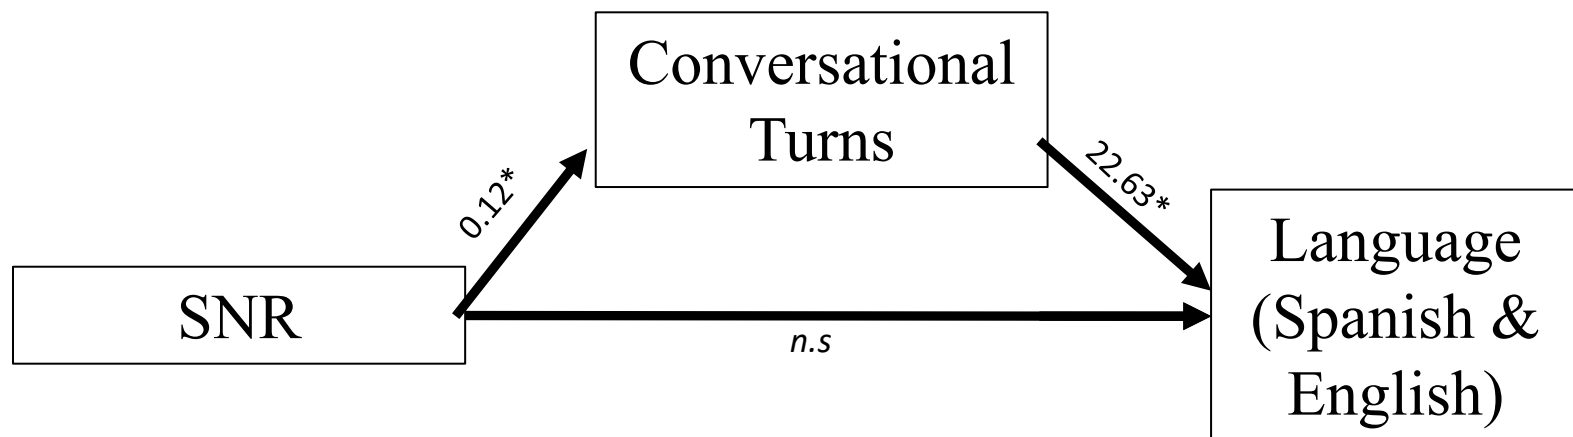 Conversational
Turns
0.12*
22.63*
SNR
n.s
Language
(Spanish &
English)